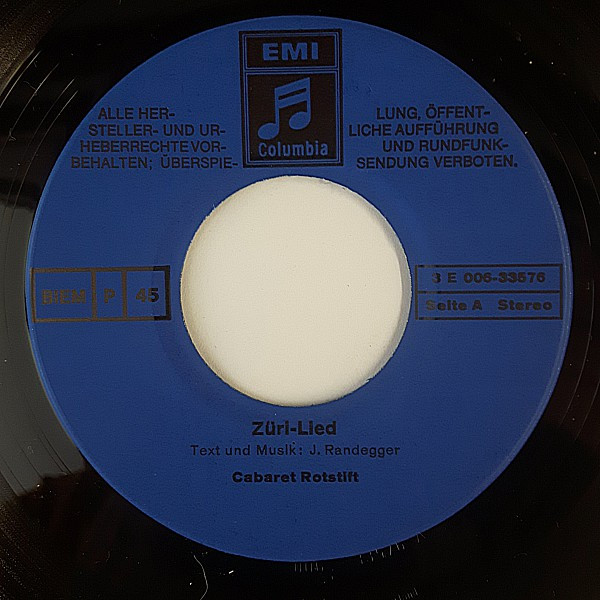 EMI
Columbia
ALLE HER-
STELLER- UND UR-
HEBERRECHTE VOR-
BEHALTEN; ÜBERSPIE-
LUNG, ÖFFENT-
LICHE AUFFÜHRUNG
UND RUNDFUNK-
SENDUNG VERBOTEN.
BIEM P 45
3 E 006-33576
Seite A Stereo
Züri-Lied
Text und Musik: J. Randegger
Cabaret Rotstift